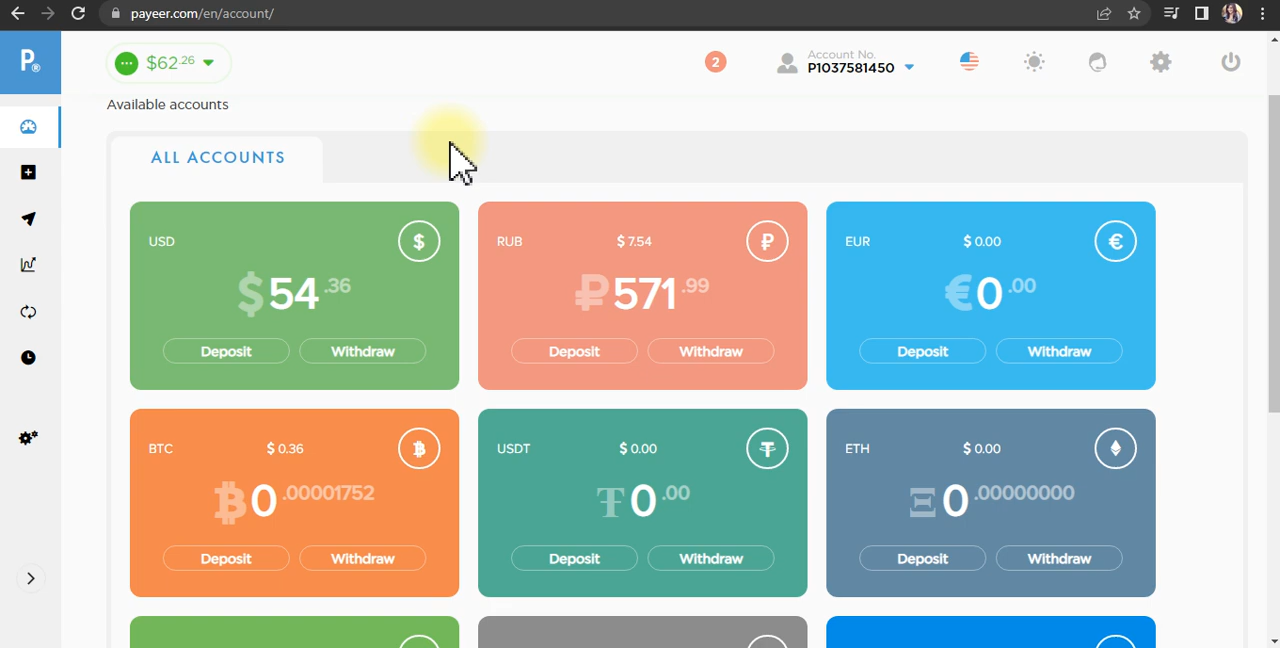 payeer.com/en/account/
P®
$62.26
2
Account No.
P1037581450
Available accounts
ALL ACCOUNTS
USD
$
$54.36
Deposit
Withdraw
RUB
$ 7.54
₽
₽571.99
Deposit
Withdraw
EUR
$ 0.00
€
€0.00
Deposit
Withdraw
BTC
$ 0.36
₿
₿0.00001752
Deposit
Withdraw
USDT
$ 0.00
₮
₮0.00
Deposit
Withdraw
ETH
$ 0.00
Ξ0.00000000
Deposit
Withdraw